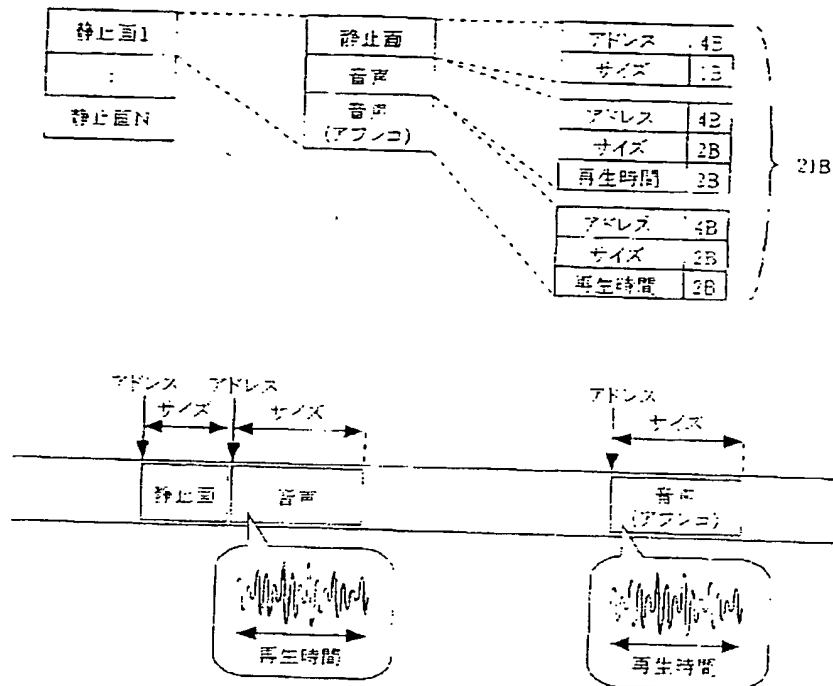 静止画1
:
静止画N
静止画
音声
音声
(アフレコ)
アドレス 4B
サイズ 1B
アドレス 4B
サイズ 2B
再生時間 2B
アドレス 4B
サイズ 2B
再生時間 2B
21B
アドレス アドレス
サイズ サイズ
静止画 音声
再生時間
アドレス
サイズ
音声
(アフレコ)
再生時間